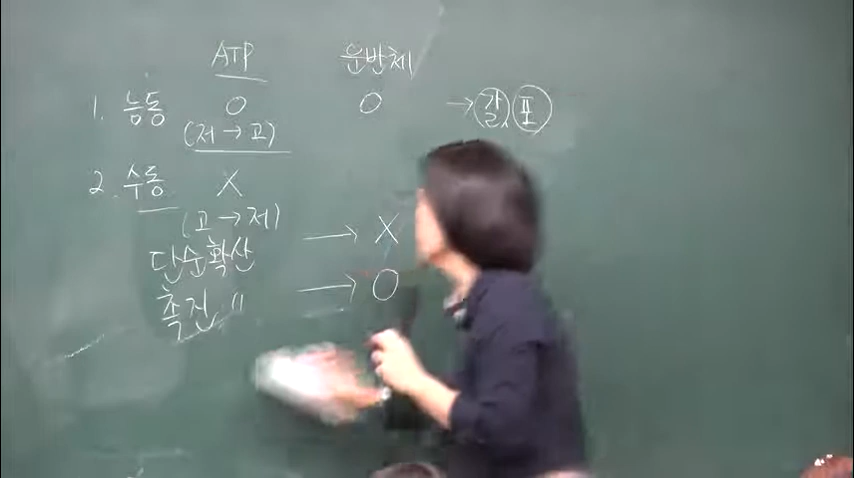 ATP 운반체
1. 능동 O O → 갈, 포
(저 → 고)
2. 수동 X
(고 → 저)
단순확산 → X
촉진 〃 → O